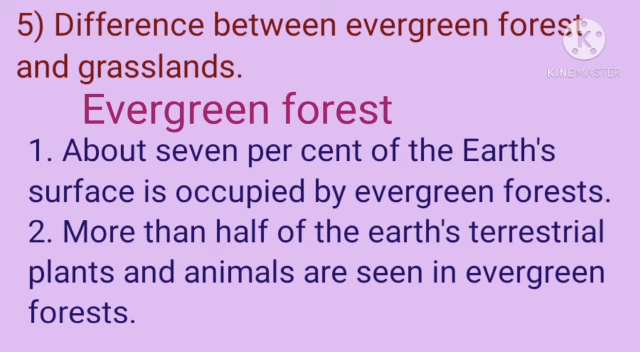 5) Difference between evergreen forest
and grasslands.
K
KINEMASTER
Evergreen forest
1. About seven per cent of the Earth's
surface is occupied by evergreen forests.
2. More than half of the earth's terrestrial
plants and animals are seen in evergreen
forests.